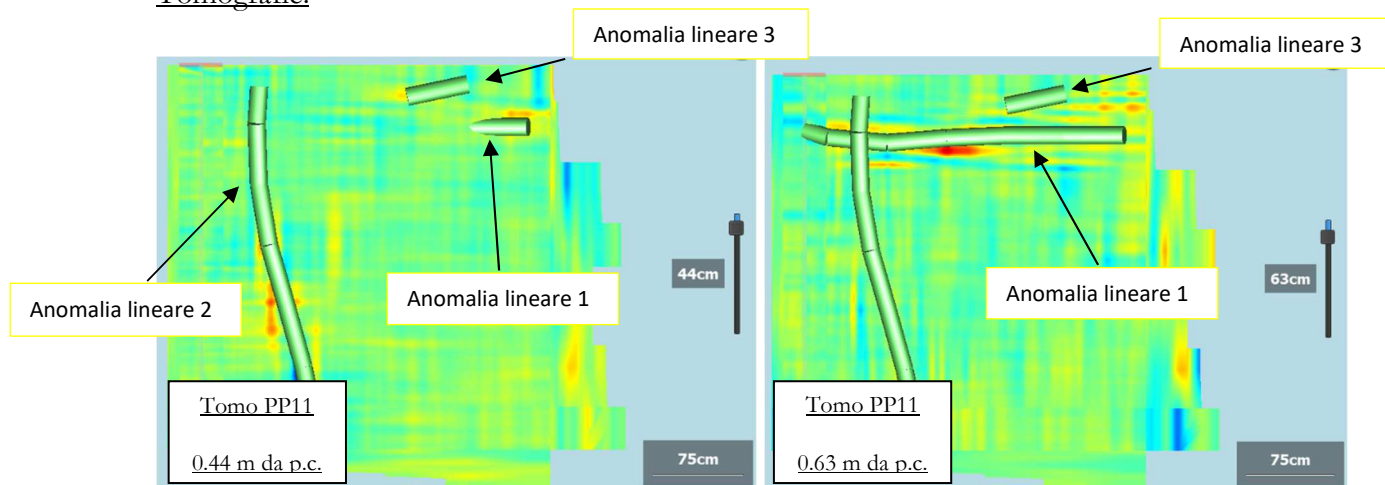 Tomografie:
Anomalia lineare 3
Anomalia lineare 3
44cm
63cm
Anomalia lineare 2
Anomalia lineare 1
Anomalia lineare 1
Tomo PP11
0.44 m da p.c.
75cm
Tomo PP11
0.63 m da p.c.
75cm